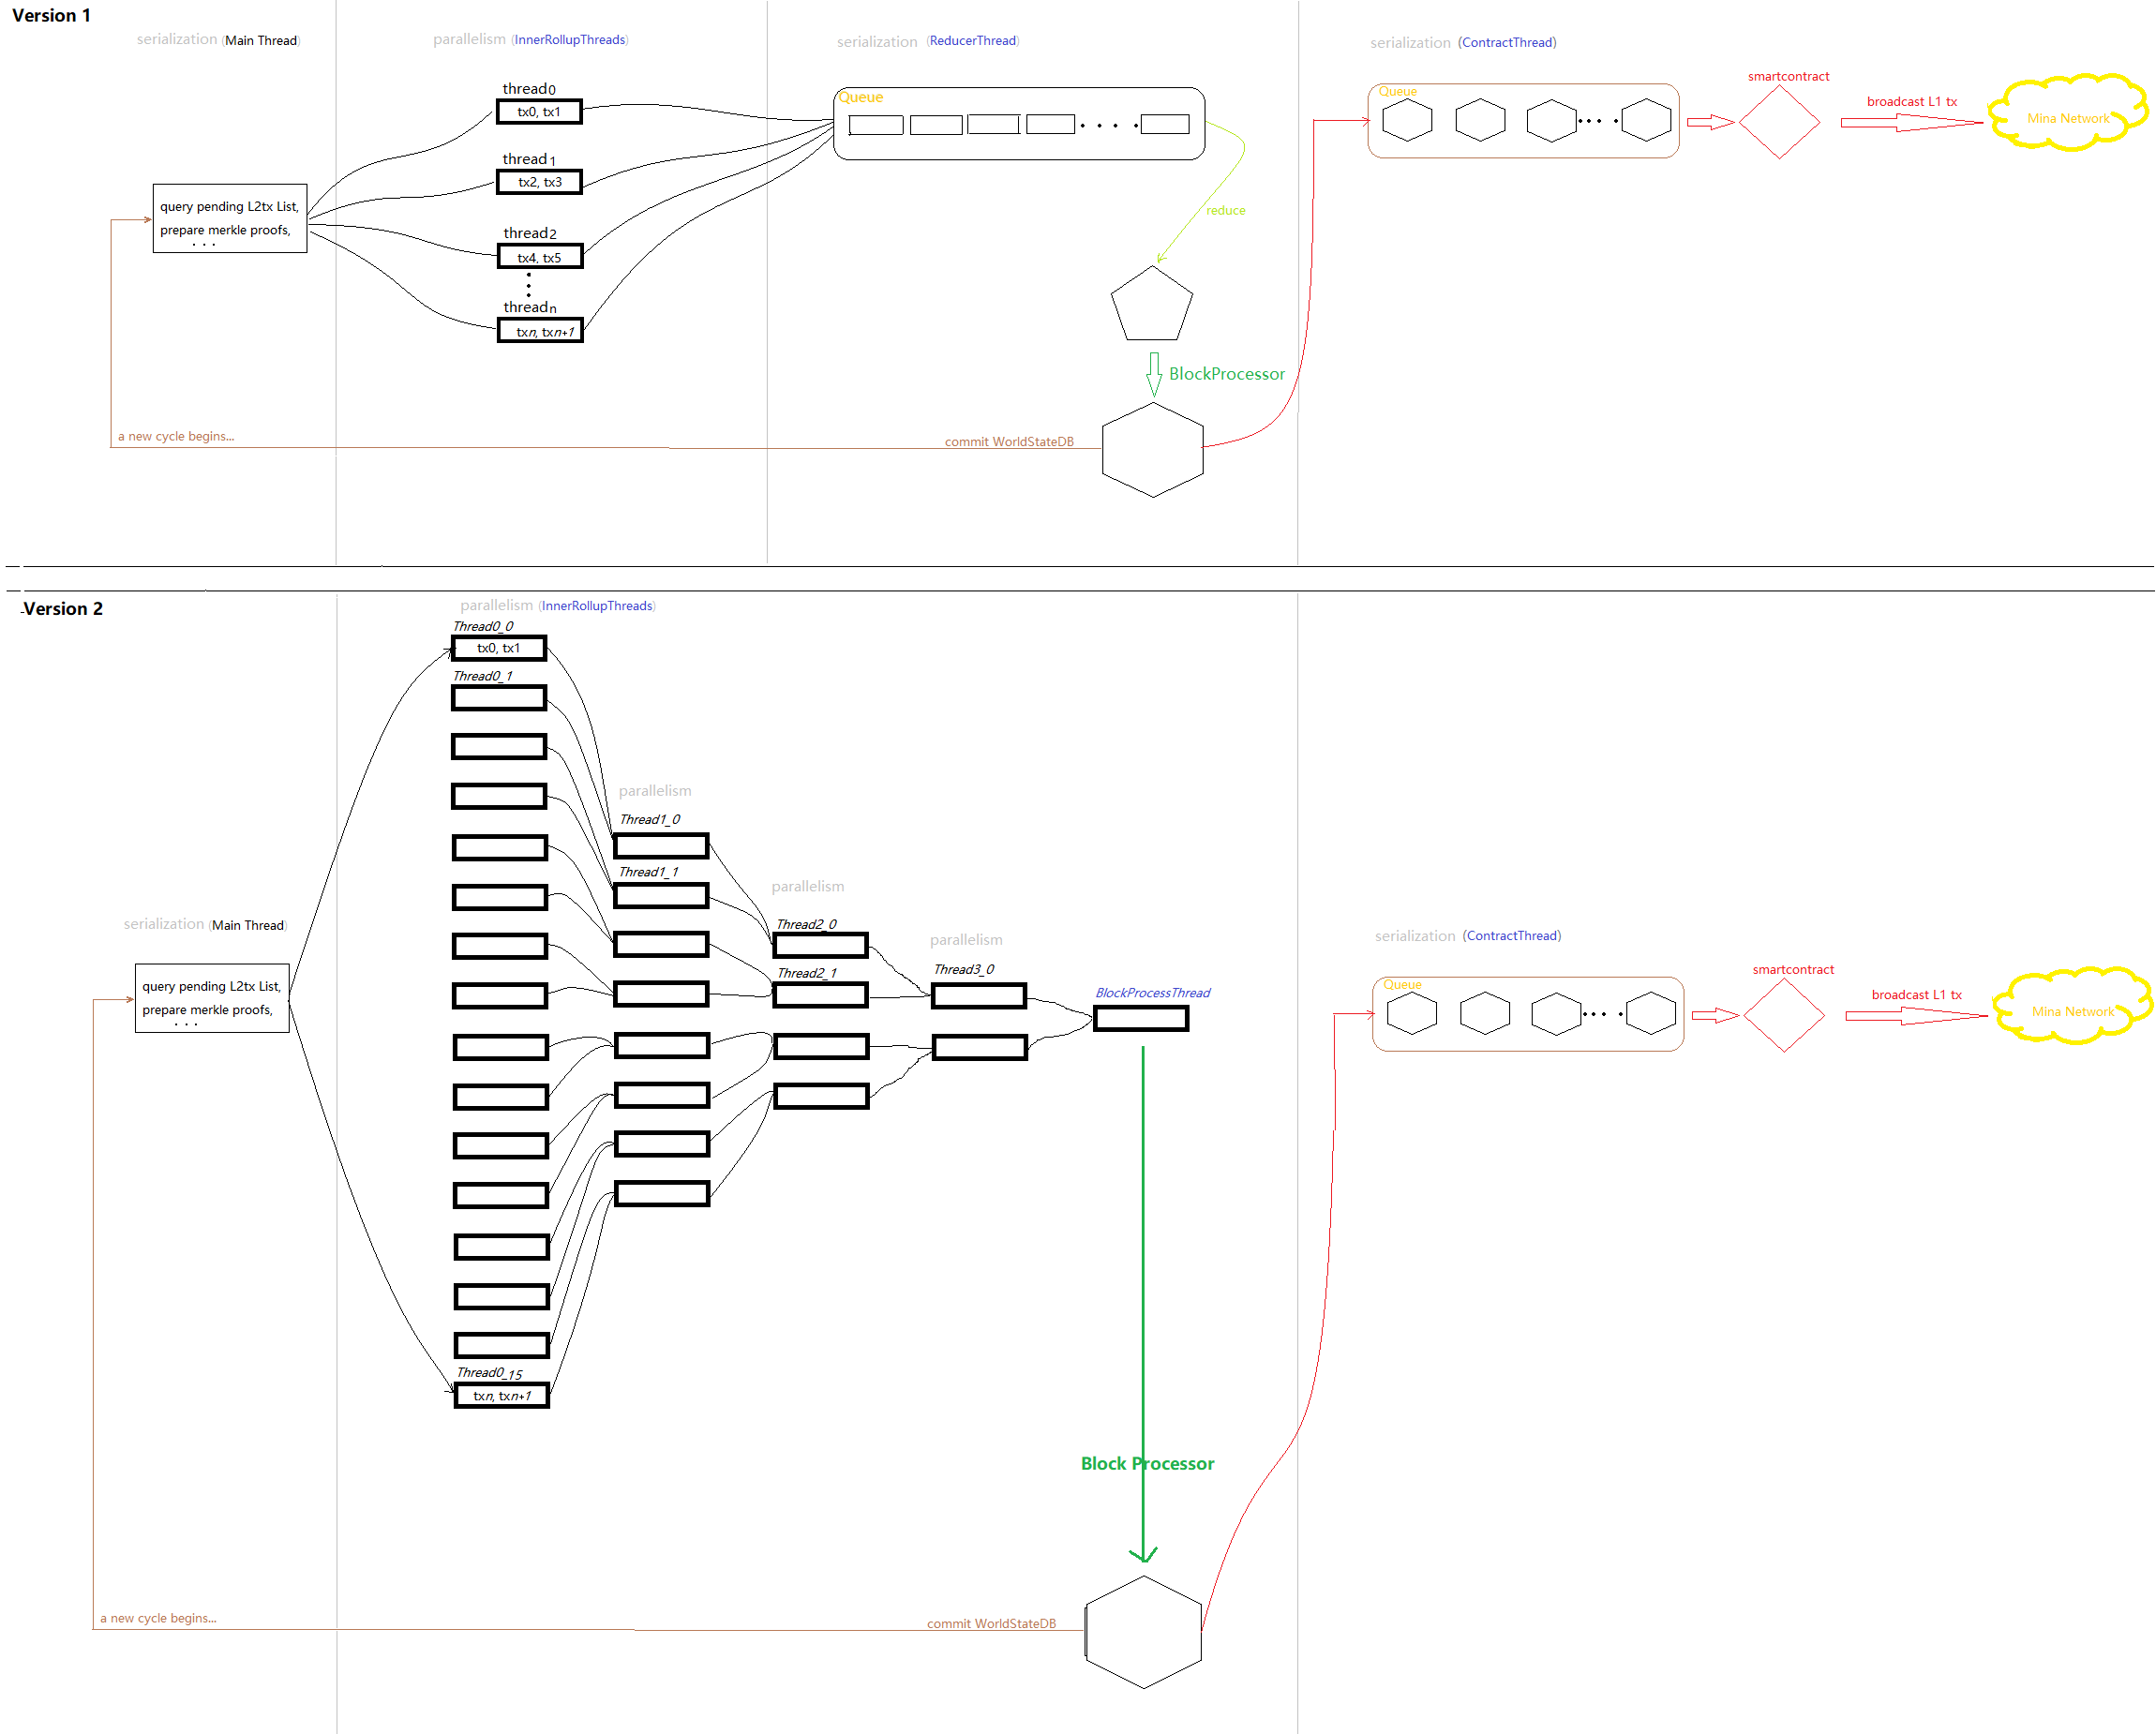 Version 1
serialization (Main Thread)
parallelism (InnerRollupThreads)
serialization (ReducerThread)
serialization (ContractThread)
thread0
tx0, tx1
thread1
tx2, tx3
thread2
tx4, tx5
threadn
txn, txn+1
query pending L2tx List,
prepare merkle proofs,
. . .
Queue
reduce
BlockProcessor
a new cycle begins...
commit WorldStateDB
Queue
smartcontract
broadcast L1 tx
Mina Network
Version 2
parallelism (InnerRollupThreads)
Thread0_0
tx0, tx1
Thread0_1
parallelism
Thread1_0
Thread1_1
parallelism
Thread2_0
Thread2_1
parallelism
Thread3_0
BlockProcessThread
serialization (Main Thread)
query pending L2tx List,
prepare merkle proofs,
. . .
Thread0_15
txn, txn+1
Block Processor
a new cycle begins...
commit WorldStateDB
serialization (ContractThread)
Queue
smartcontract
broadcast L1 tx
Mina Network